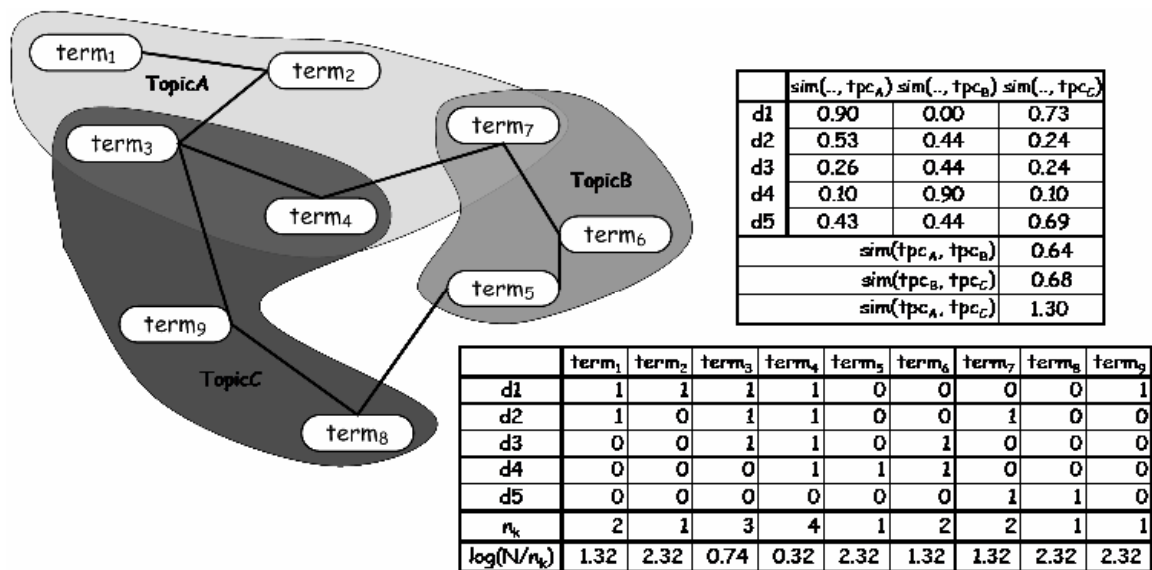 term1
TopicA
term2
term3
term7
TopicB
term4
term6
term5
term9
TopicC
term8
sim(.., tpcA) sim(.., tpcB) sim(.., tpcC)
d1 0.90 0.00 0.73
d2 0.53 0.44 0.24
d3 0.26 0.44 0.24
d4 0.10 0.90 0.10
d5 0.43 0.44 0.69
sim(tpcA, tpcB) 0.64
sim(tpcB, tpcC) 0.68
sim(tpcA, tpcC) 1.30
term1 term2 term3 term4 term5 term6 term7 term8 term9
d1 1 1 1 1 0 0 0 0 1
d2 1 0 1 1 0 0 1 0 0
d3 0 0 1 1 0 1 0 0 0
d4 0 0 0 1 1 1 0 0 0
d5 0 0 0 0 0 0 1 1 0
nk 2 1 3 4 1 2 2 1 1
log(N/nk) 1.32 2.32 0.74 0.32 2.32 1.32 1.32 2.32 2.32